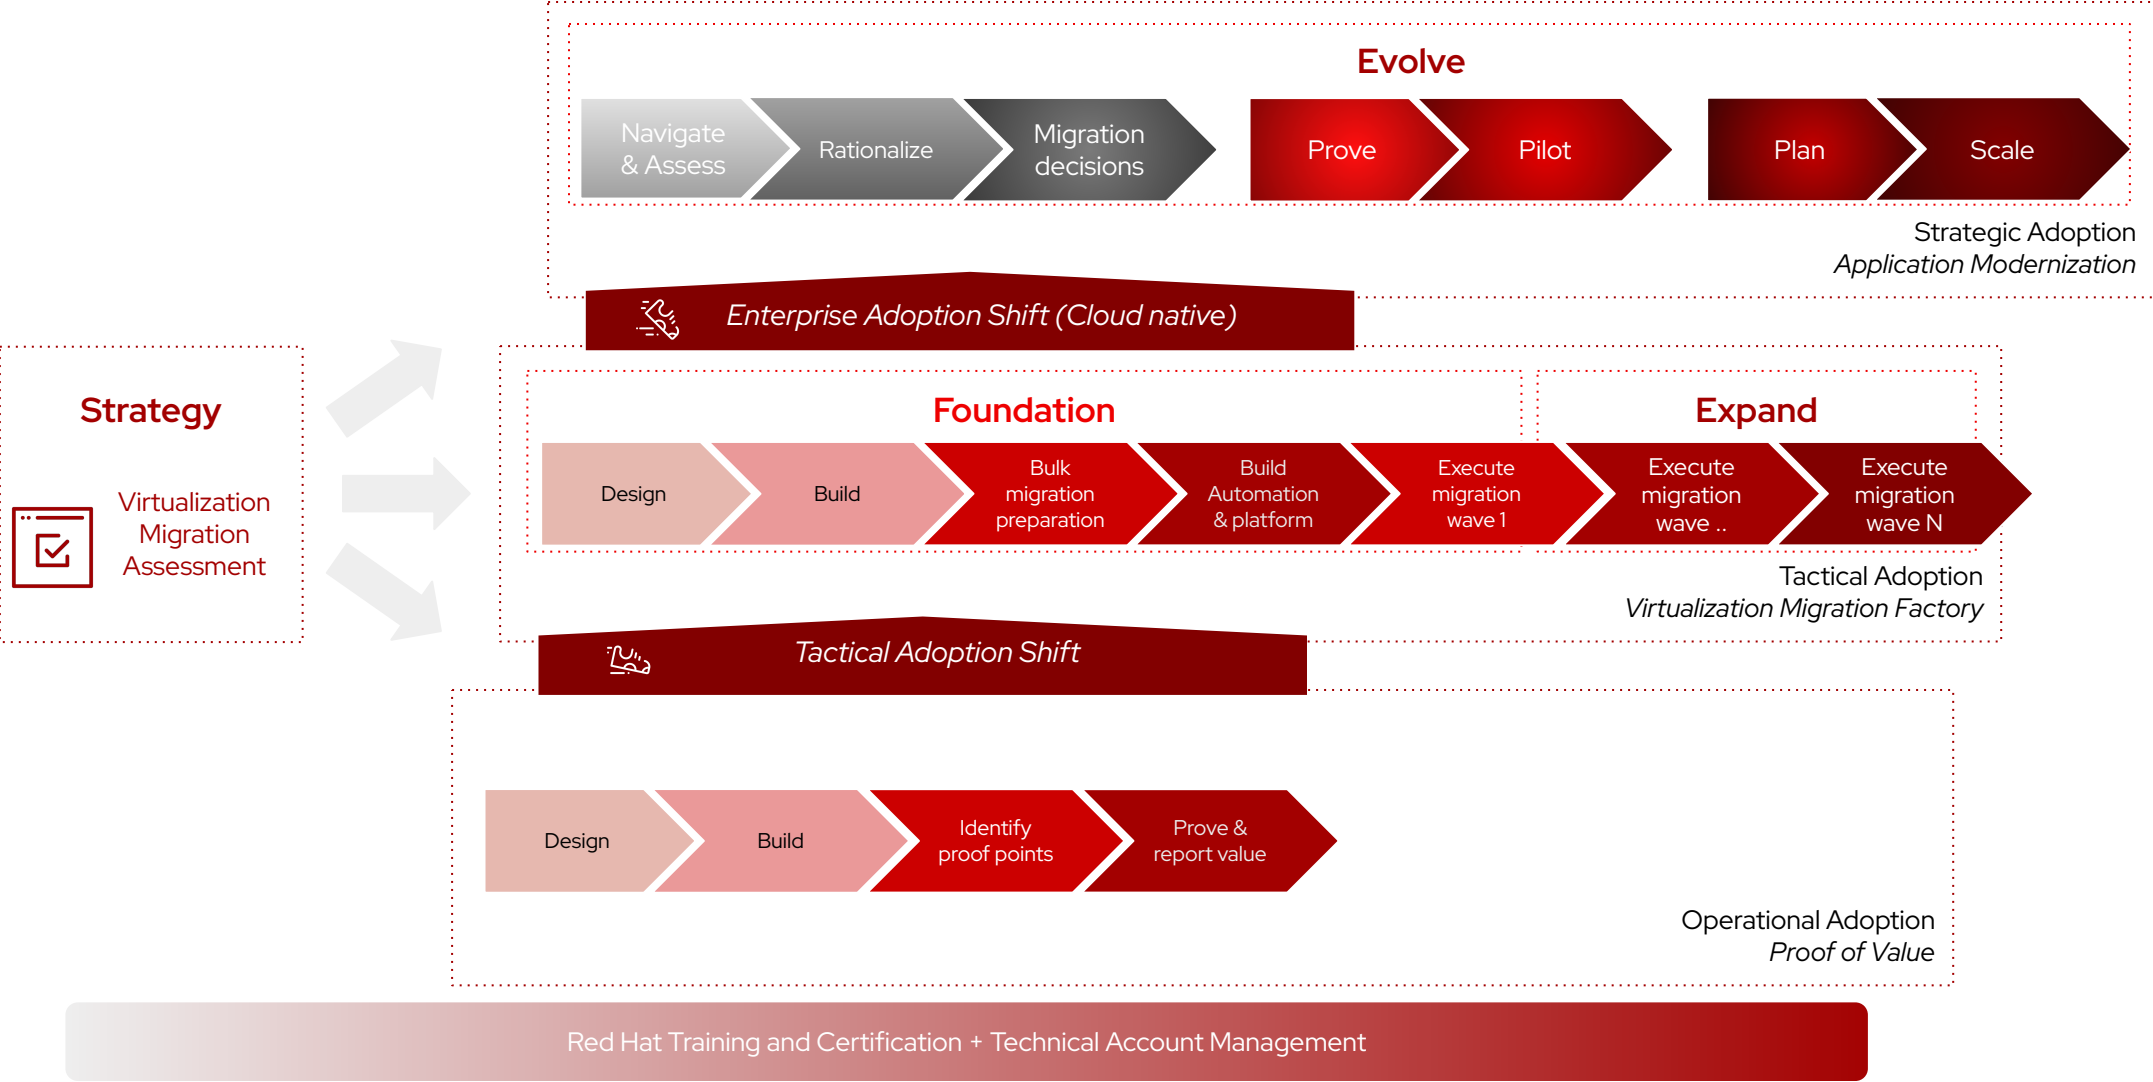 Evolve
Navigate
& Assess
Rationalize
Migration
decisions
Prove
Pilot
Plan
Scale
Strategic Adoption
Application Modernization
Enterprise Adoption Shift (Cloud native)
Strategy
Virtualization
Migration
Assessment
Foundation
Expand
Design
Build
Bulk
migration
preparation
Build
Automation
& platform
Execute
migration
wave 1
Execute
migration
wave ..
Execute
migration
wave N
Tactical Adoption
Virtualization Migration Factory
Tactical Adoption Shift
Design
Build
Identify
proof points
Prove &
report value
Operational Adoption
Proof of Value
Red Hat Training and Certification + Technical Account Management